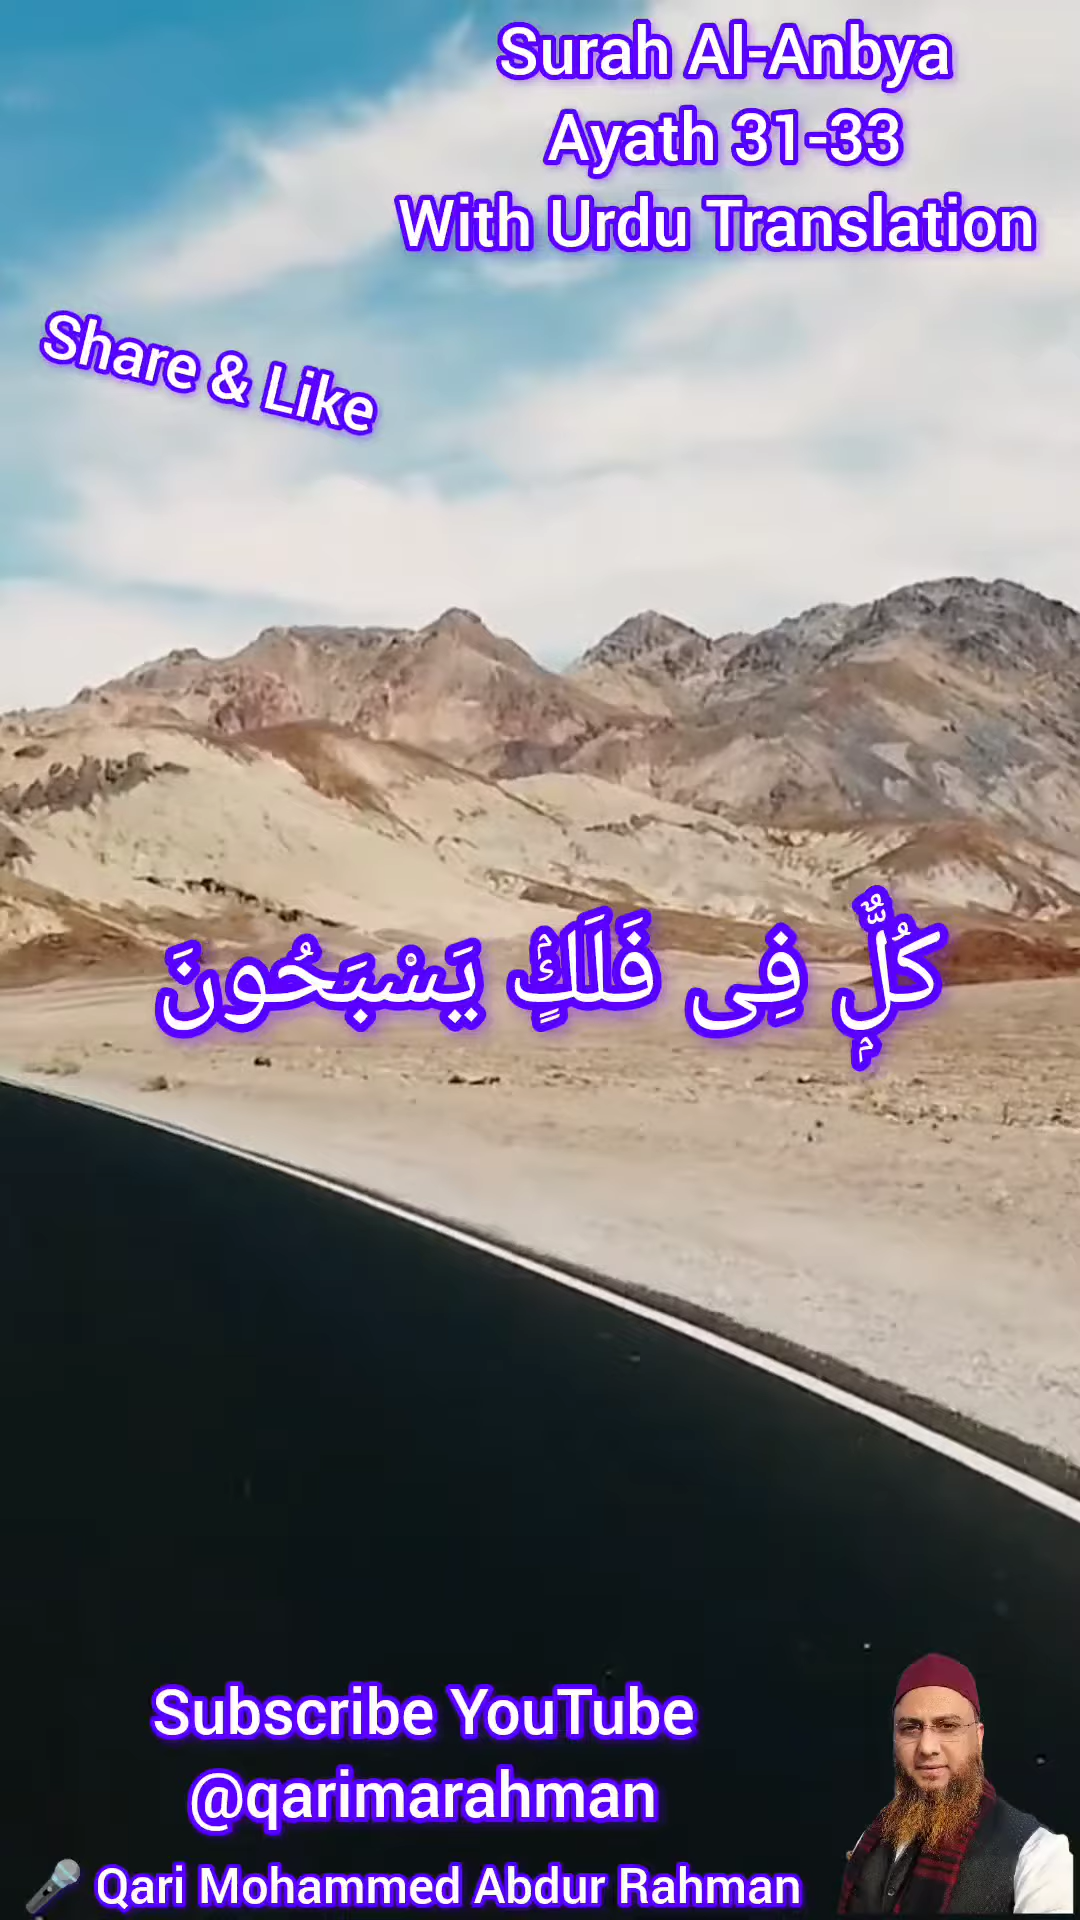 Surah Al-Anbya
Ayath 31-33
With Urdu Translation
Share & Like
كُلٌّۭ فِى فَلَكٍۢ يَسْبَحُونَ
Subscribe YouTube
@qarimarahman
🎤 Qari Mohammed Abdur Rahman